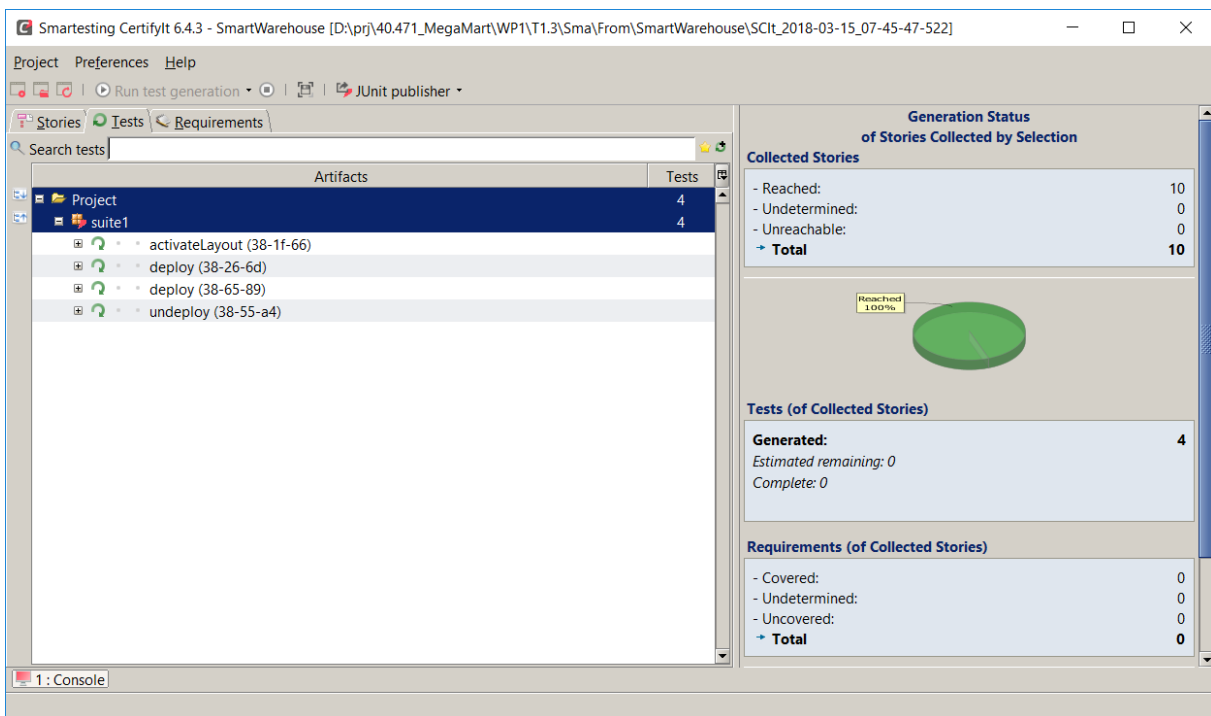 Smartesting CertifyIt 6.4.3 - SmartWarehouse [D:\prj\40.471_MegaMart\WP1\T1.3\Sma\From\SmartWarehouse\SCIt_2018-03-15_07-45-47-522]
Project Preferences Help
Run test generation JUnit publisher
Stories Tests Requirements
Search tests
Artifacts Tests
Project 4
suite1 4
activateLayout (38-1f-66)
deploy (38-26-6d)
deploy (38-65-89)
undeploy (38-55-a4)
Generation Status
of Stories Collected by Selection
Collected Stories
- Reached: 10
- Undetermined: 0
- Unreachable: 0
Total 10
Reached
100%
Tests (of Collected Stories)
Generated: 4
Estimated remaining: 0
Complete: 0
Requirements (of Collected Stories)
- Covered: 0
- Undetermined: 0
- Uncovered: 0
Total 0
1 : Console